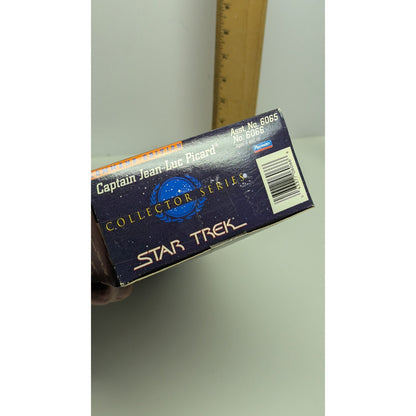 Captain Jean-Luc Picard
Asst. No. 6065
No. 6066
Playmates
COLLECTOR SERIES
STAR TREK